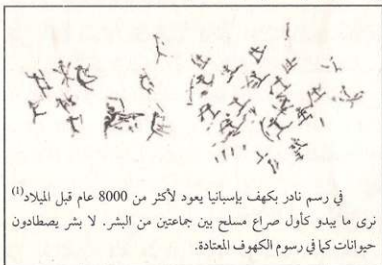 في رسم نادر بكهف بإسبانيا يعود لأكثر من 8000 عام قبل الميلاد(1)
نرى ما يبدو كأول صراع مسلح بين جماعتين من البشر. لا بشر يصطادون
حيوانات كما في رسوم الكهوف المعتادة.